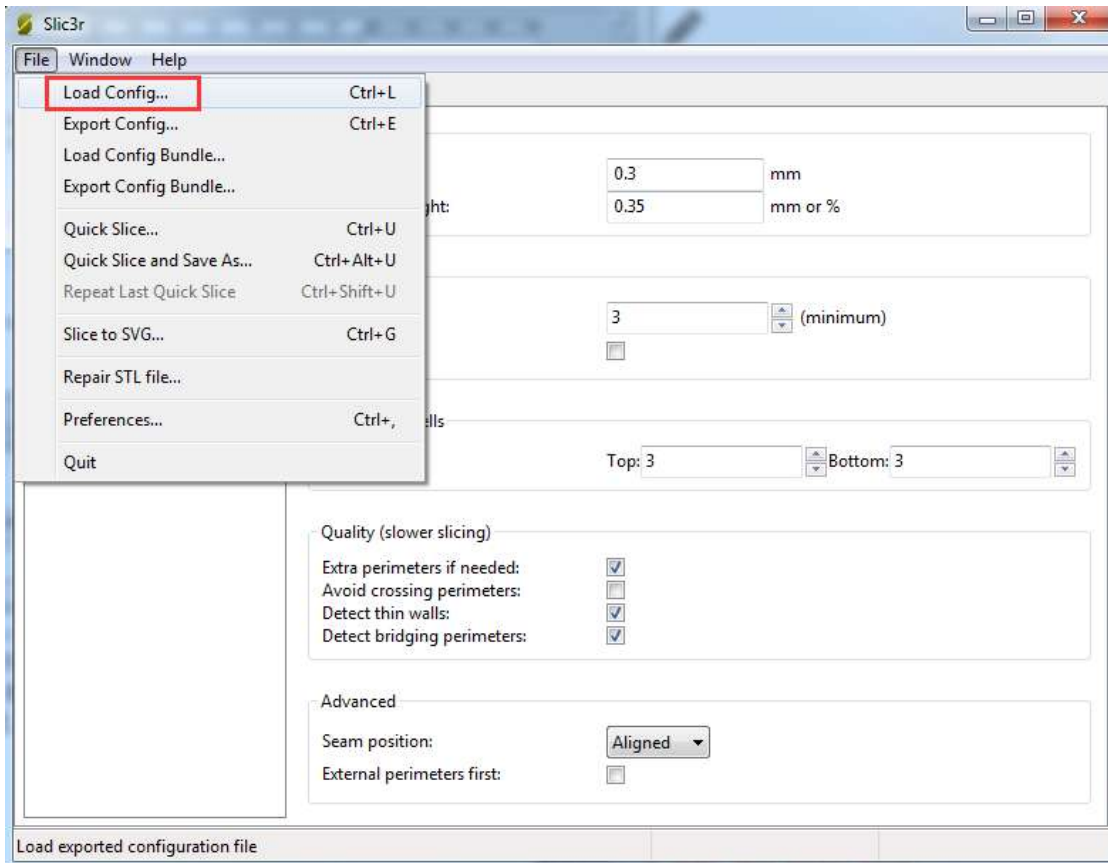 Slic3r
File Window Help
Load Config... Ctrl+L
Export Config... Ctrl+E
Load Config Bundle...
Export Config Bundle...
Quick Slice... Ctrl+U
Quick Slice and Save As... Ctrl+Alt+U
Repeat Last Quick Slice Ctrl+Shift+U
Slice to SVG... Ctrl+G
Repair STL file...
Preferences... Ctrl+,
Quit
0.3 mm
ght: 0.35 mm or %
3 (minimum)
ells
Top: 3 Bottom: 3
Quality (slower slicing)
Extra perimeters if needed:
Avoid crossing perimeters:
Detect thin walls:
Detect bridging perimeters:
Advanced
Seam position: Aligned
External perimeters first:
Load exported configuration file